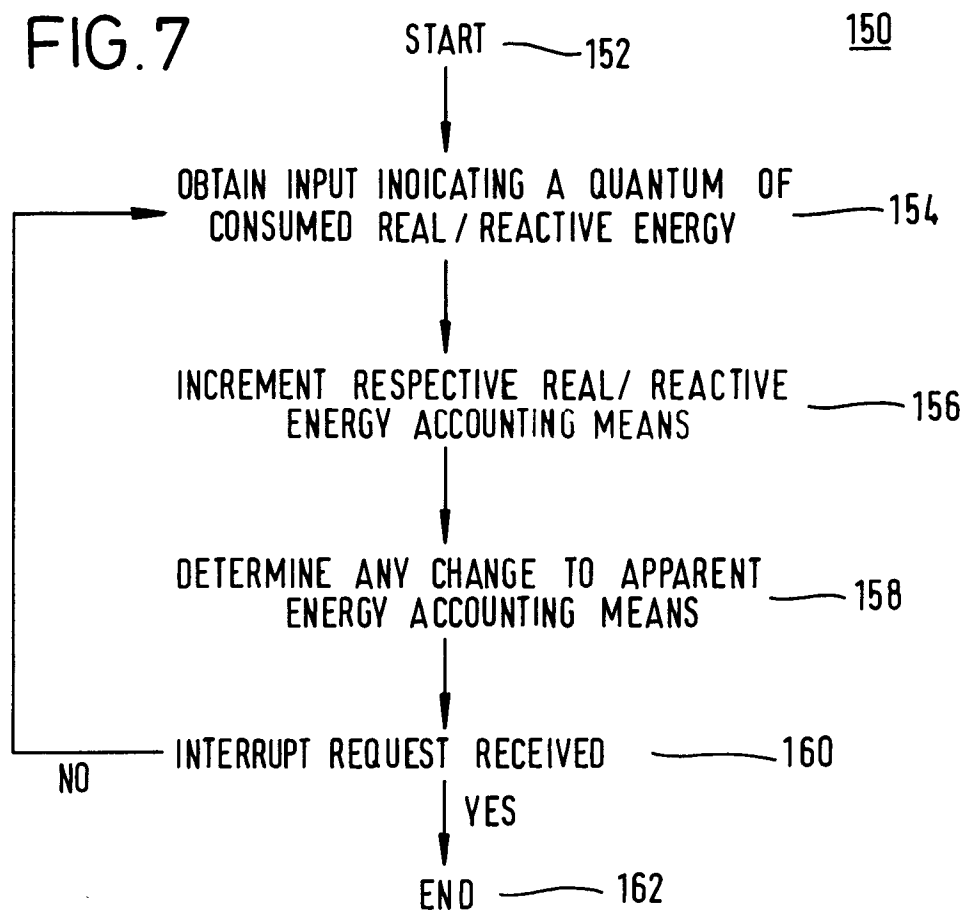 FIG.7
START 152
150
OBTAIN INPUT INDICATING A QUANTUM OF
CONSUMED REAL / REACTIVE ENERGY
154
INCREMENT RESPECTIVE REAL/ REACTIVE
ENERGY ACCOUNTING MEANS
156
DETERMINE ANY CHANGE TO APPARENT
ENERGY ACCOUNTING MEANS
158
INTERRUPT REQUEST RECEIVED 160
NO
YES
END 162